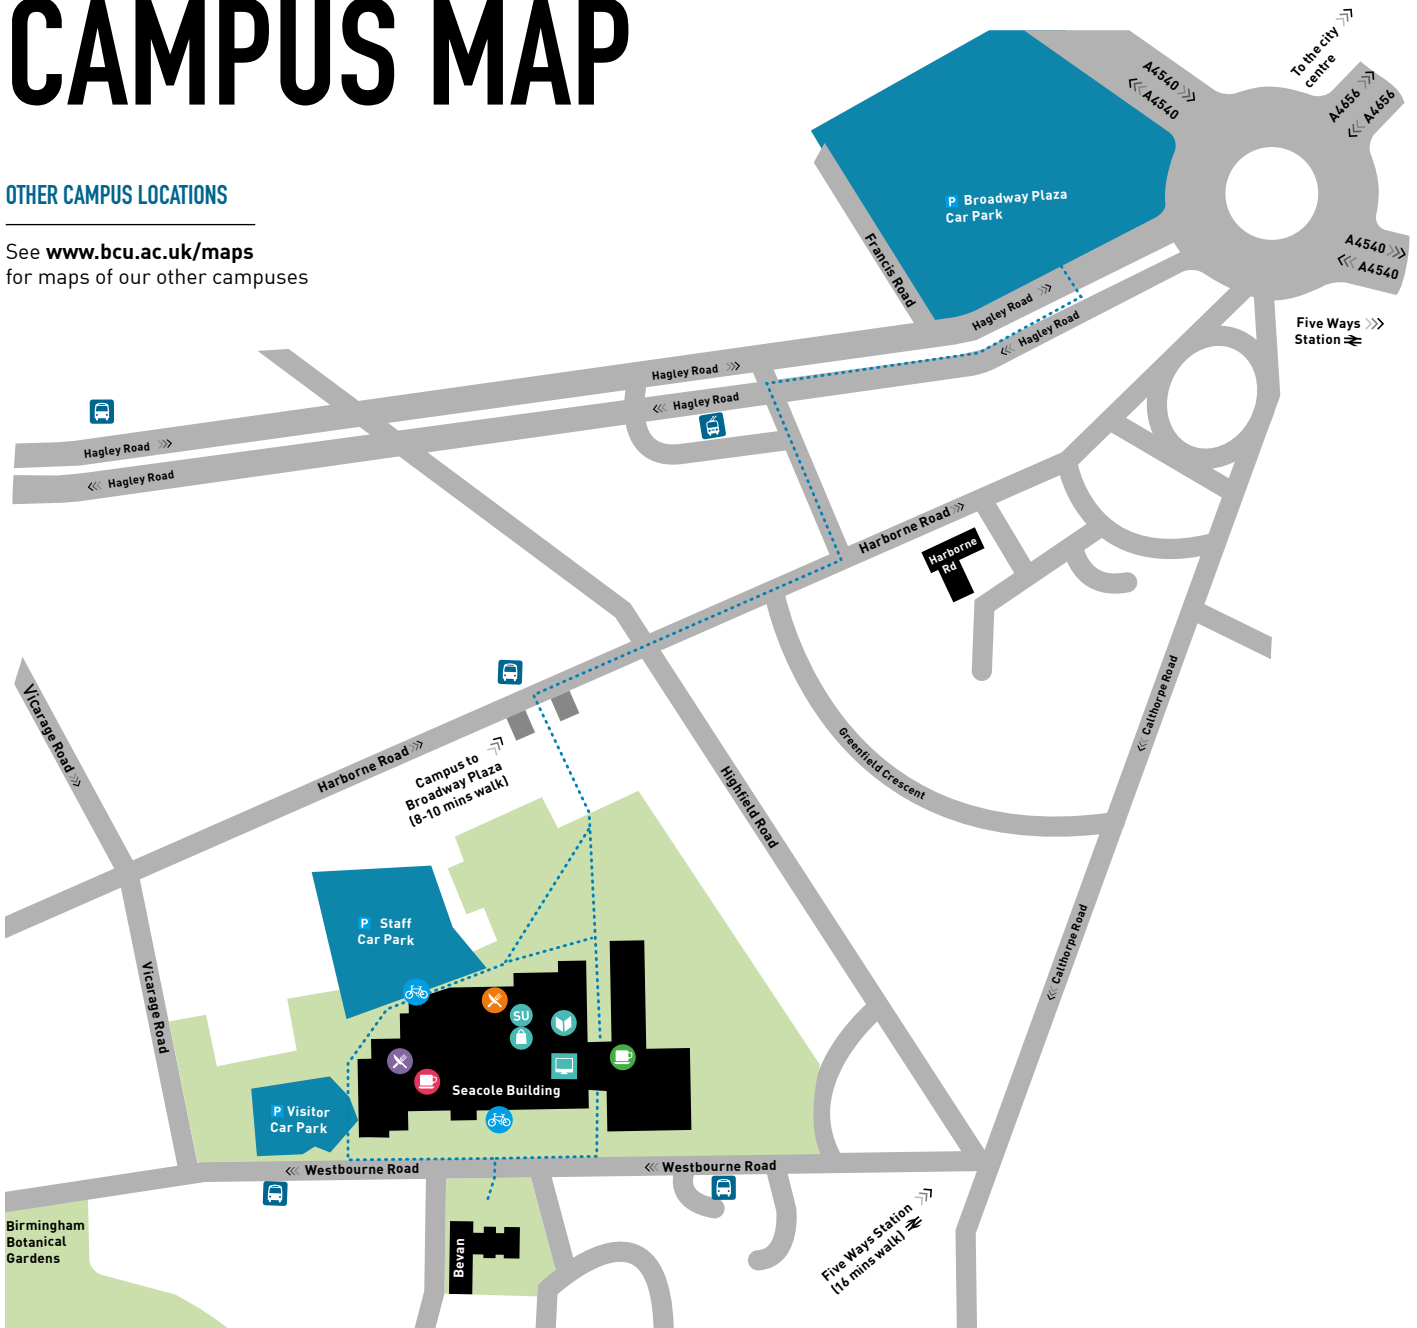 CAMPUS MAP
OTHER CAMPUS LOCATIONS
See www.bcu.ac.uk/maps
for maps of our other campuses
To the city
centre
A4540
A4540
A4656
A4656
P Broadway Plaza
Car Park
A4540
A4540
Francis Road
Hagley Road
Hagley Road
Five Ways
Station
Hagley Road
Hagley Road
Hagley Road
Hagley Road
Harborne Road
Harborne
Rd
Vicarage Road
Calthorpe Road
Harborne Road
Campus to
Broadway Plaza
(8-10 mins walk)
Greenfield Crescent
Highfield Road
P Staff
Car Park
Calthorpe Road
Vicarage Road
SU
Seacole Building
P Visitor
Car Park
Westbourne Road
Westbourne Road
Birmingham
Botanical
Gardens
Bevan
Five Ways Station
(16 mins walk)